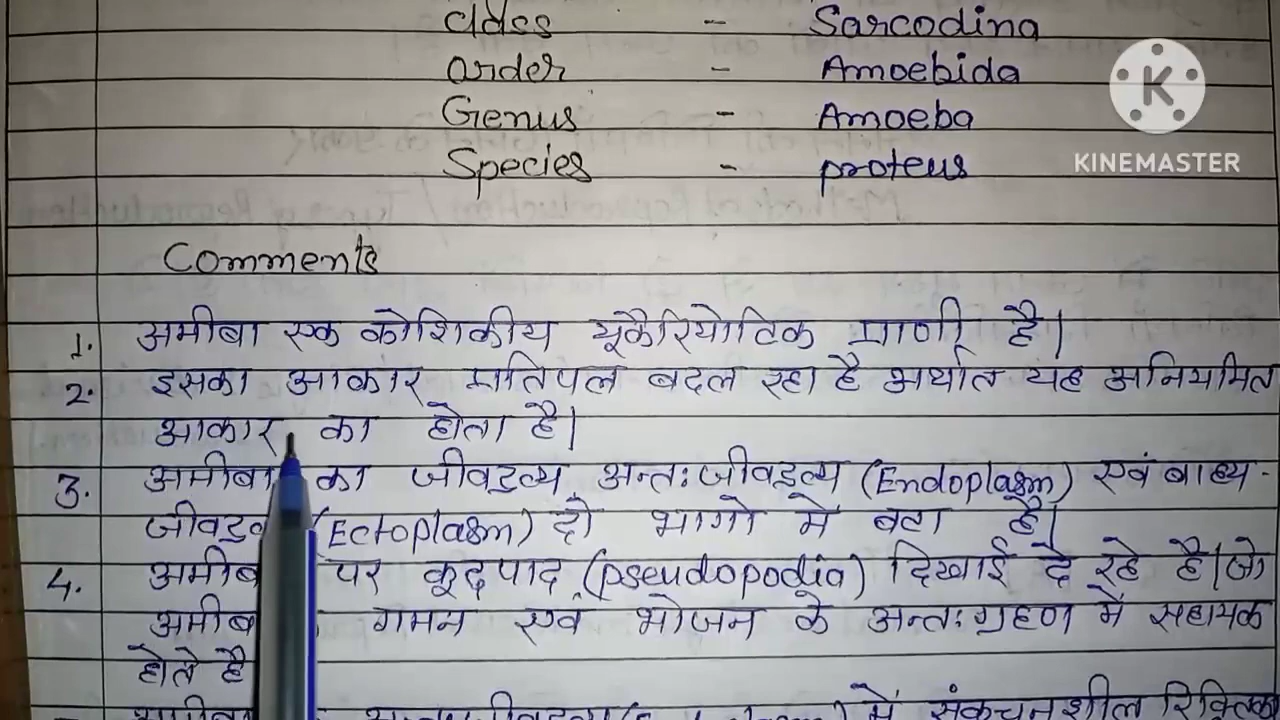 class - Sarcodina
order - Amoebida
Genus - Amoeba
Species - proteus
K
KINEMASTER
Comments
1. अमीबा एक कोशिकीय यूकैरियोटिक प्राणी है।
2. इसका आकार प्रतिपल बदल रहा है अर्थात यह अनियमित
आकार का होता है।
3. अमीबा का जीवद्रव्य अन्तःजीवद्रव्य (Endoplasm) एवं बाह्य-
(Ectoplasm) दो भागो मे बटा है।
4. पर कूटपाद (pseudopodia) दिखाई दे रहे है। जो
गमन एवं भोजन के अन्तःग्रहण में सहायक
होते है
में संकुचनशील